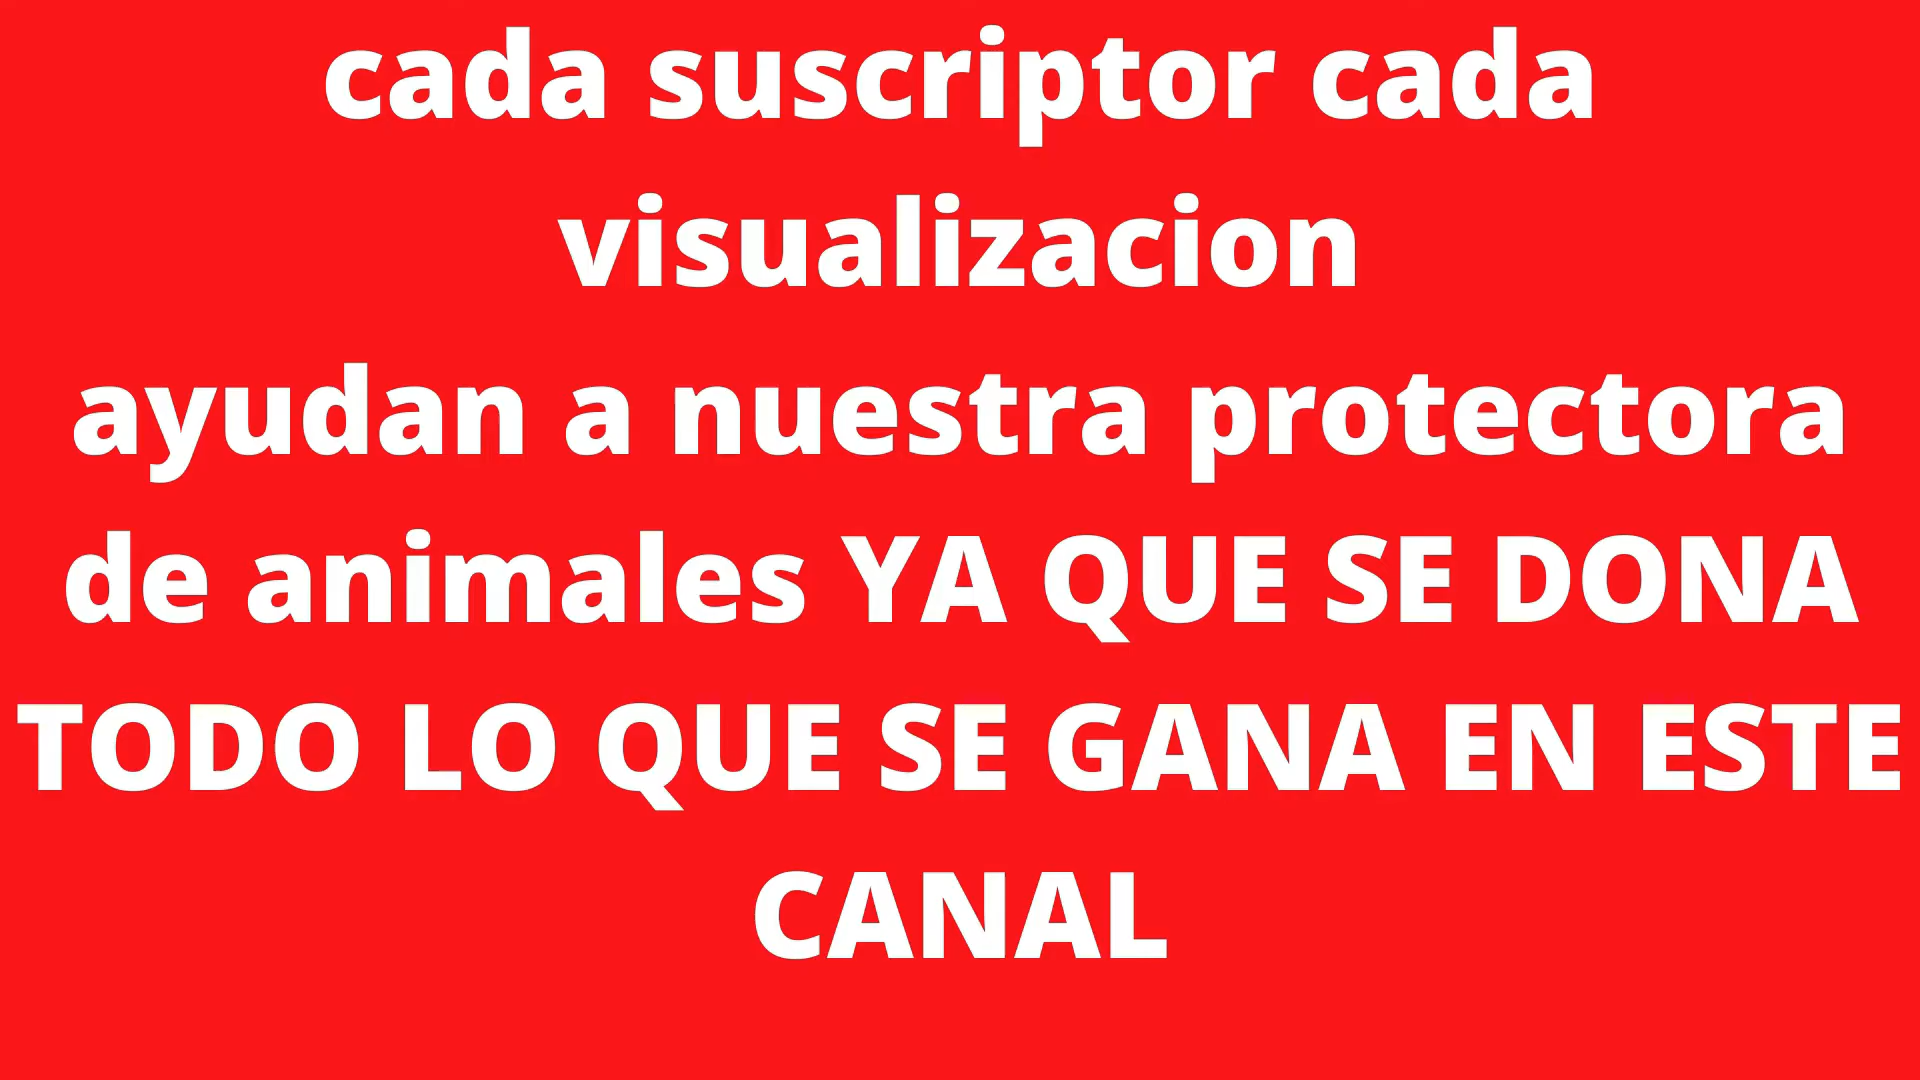 cada suscriptor cada
visualizacion
ayudan a nuestra protectora
de animales YA QUE SE DONA
TODO LO QUE SE GANA EN ESTE
CANAL